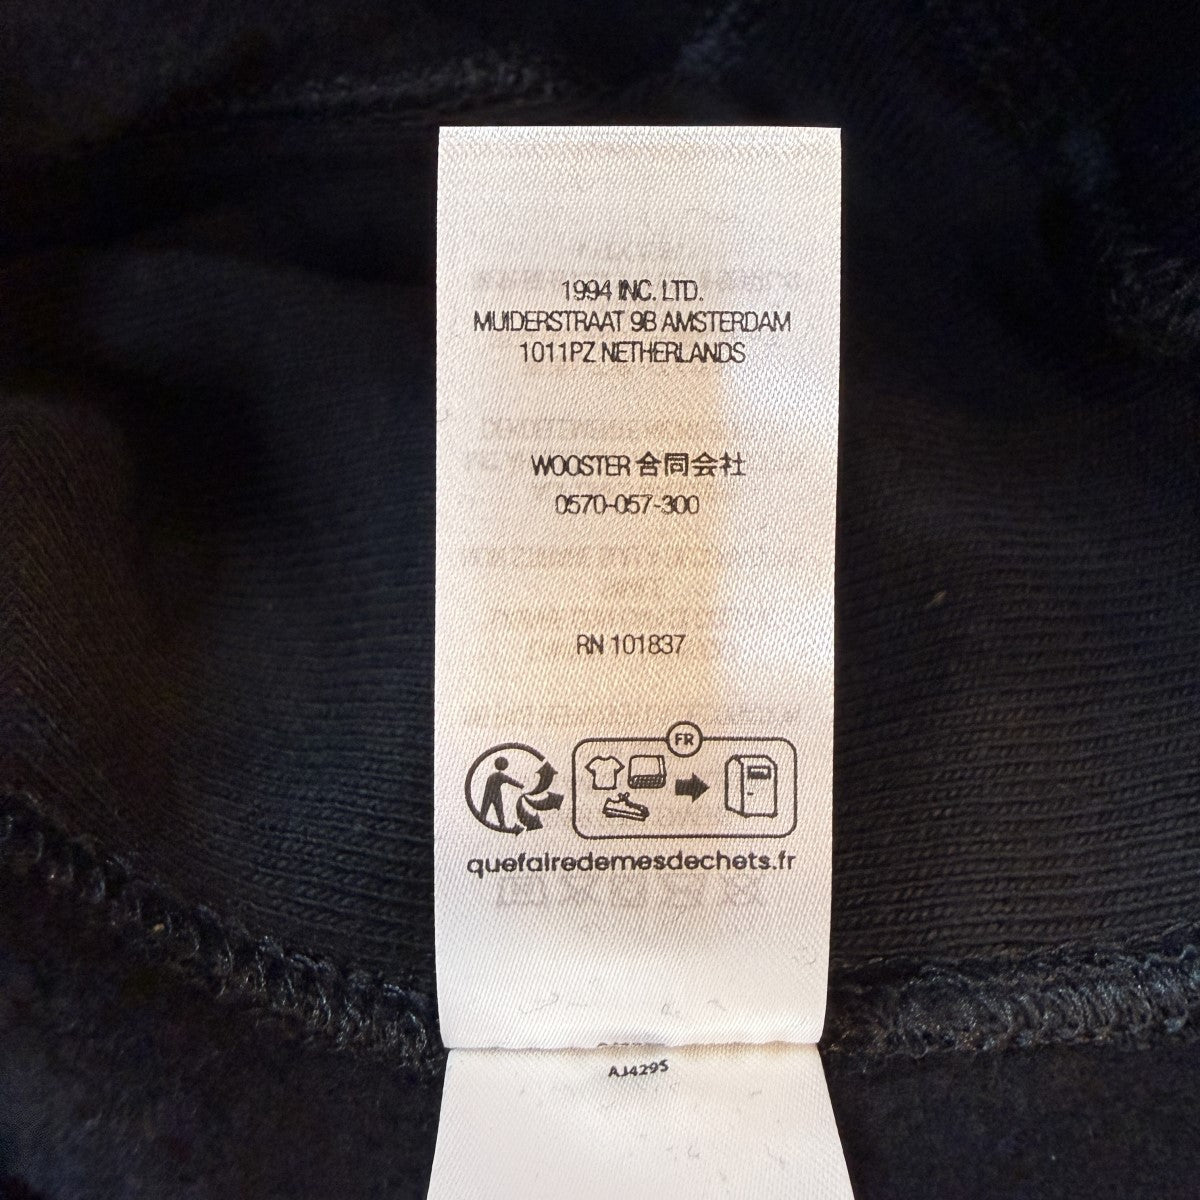 1994 INC. LTD.
MUIDERSTRAAT 9B AMSTERDAM
1011PZ NETHERLANDS
WOOSTER 合同会社
0570-057-300
RN 101837
FR
quefairedemesdechets.fr
AJ4295